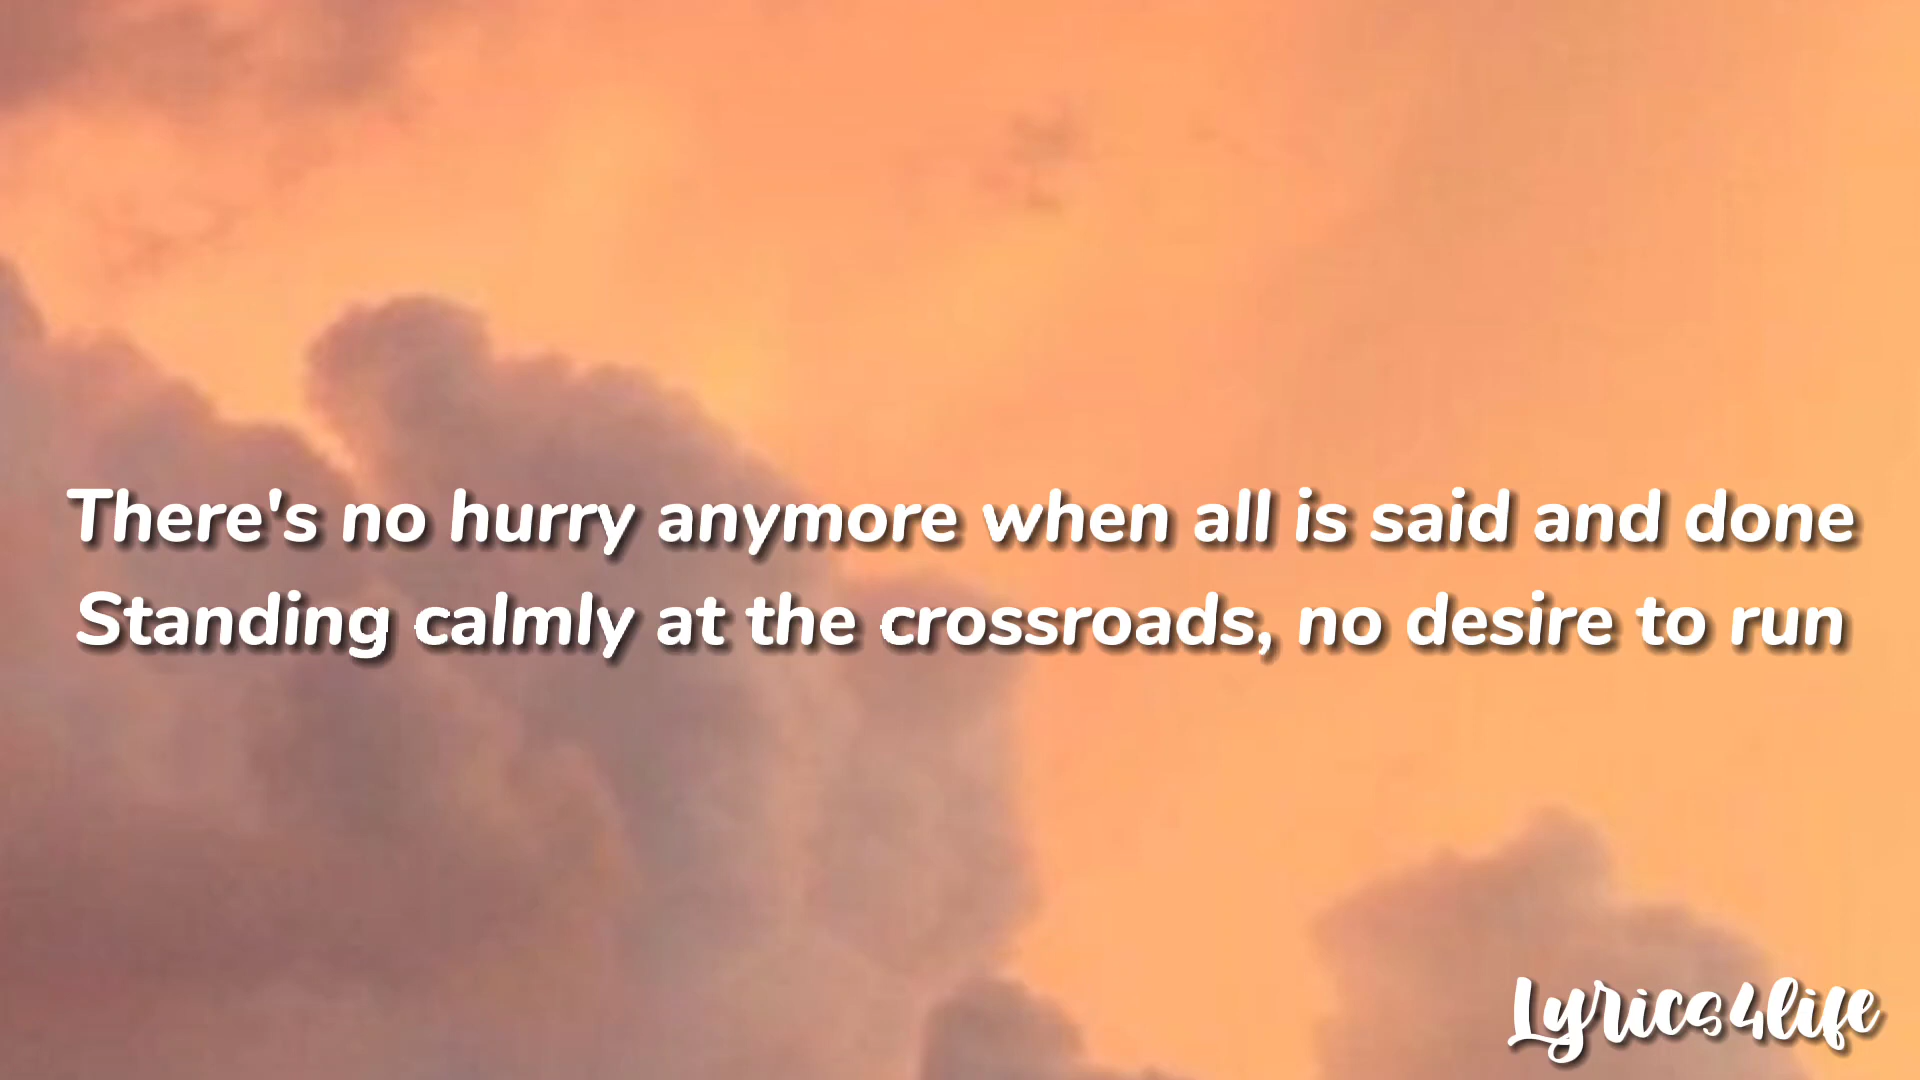 There's no hurry anymore when all is said and done
Standing calmly at the crossroads, no desire to run
Lyrics4life